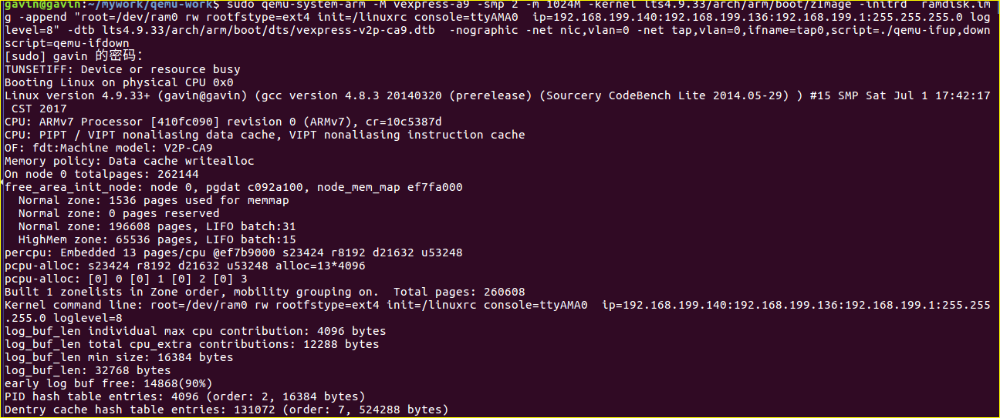 gavin@gavin:~/mywork/qemu-work$ sudo qemu-system-arm -M vexpress-a9 -smp 2 -m 1024M -kernel lts4.9.33/arch/arm/boot/zImage -initrd  ramdisk.im
g -append "root=/dev/ram0 rw rootfstype=ext4 init=/linuxrc console=ttyAMA0  ip=192.168.199.140:192.168.199.136:192.168.199.1:255.255.255.0 log
level=8" -dtb lts4.9.33/arch/arm/boot/dts/vexpress-v2p-ca9.dtb  -nographic -net nic,vlan=0 -net tap,vlan=0,ifname=tap0,script=./qemu-ifup,down
script=qemu-ifdown
[sudo] gavin 的密码：
TUNSETIFF: Device or resource busy
Booting Linux on physical CPU 0x0
Linux version 4.9.33+ (gavin@gavin) (gcc version 4.8.3 20140320 (prerelease) (Sourcery CodeBench Lite 2014.05-29) ) #15 SMP Sat Jul 1 17:42:17
 CST 2017
CPU: ARMv7 Processor [410fc090] revision 0 (ARMv7), cr=10c5387d
CPU: PIPT / VIPT nonaliasing data cache, VIPT nonaliasing instruction cache
OF: fdt:Machine model: V2P-CA9
Memory policy: Data cache writealloc
On node 0 totalpages: 262144
free_area_init_node: node 0, pgdat c092a100, node_mem_map ef7fa000
  Normal zone: 1536 pages used for memmap
  Normal zone: 0 pages reserved
  Normal zone: 196608 pages, LIFO batch:31
  HighMem zone: 65536 pages, LIFO batch:15
percpu: Embedded 13 pages/cpu @ef7b9000 s23424 r8192 d21632 u53248
pcpu-alloc: s23424 r8192 d21632 u53248 alloc=13*4096
pcpu-alloc: [0] 0 [0] 1 [0] 2 [0] 3
Built 1 zonelists in Zone order, mobility grouping on.  Total pages: 260608
Kernel command line: root=/dev/ram0 rw rootfstype=ext4 init=/linuxrc console=ttyAMA0  ip=192.168.199.140:192.168.199.136:192.168.199.1:255.255
.255.0 loglevel=8
log_buf_len individual max cpu contribution: 4096 bytes
log_buf_len total cpu_extra contributions: 12288 bytes
log_buf_len min size: 16384 bytes
log_buf_len: 32768 bytes
early log buf free: 14868(90%)
PID hash table entries: 4096 (order: 2, 16384 bytes)
Dentry cache hash table entries: 131072 (order: 7, 524288 bytes)